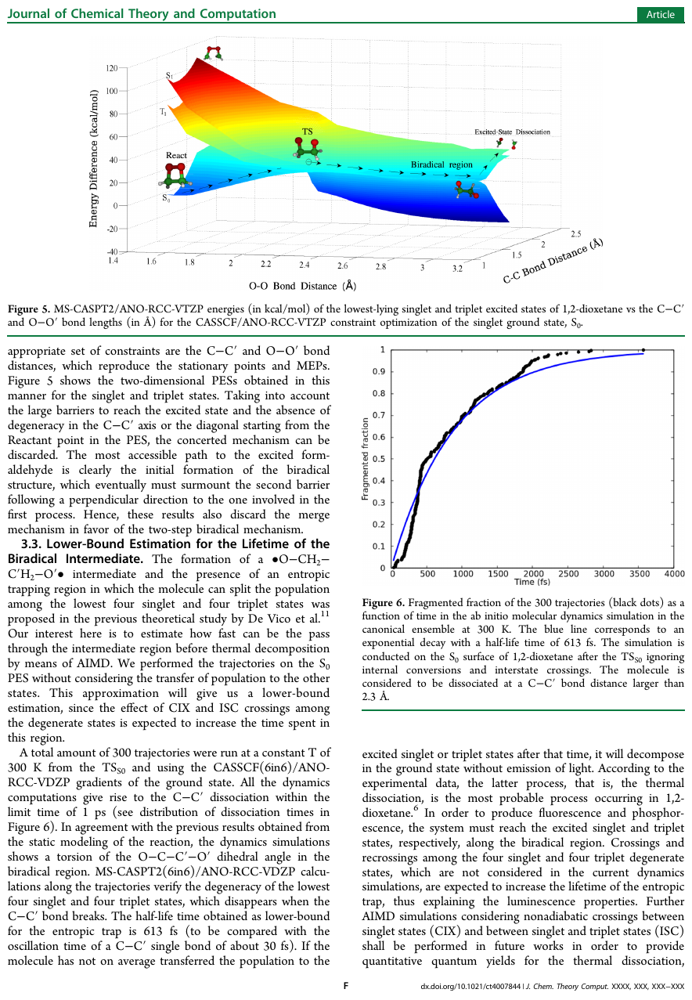 Journal of Chemical Theory and Computation
Article
120
100
80
60
40
20
0
-20
-40
Energy Difference (kcal/mol)
S₁
T₁
React
S₀
TS
Excited-State Dissociation
Biradical region
1.4
1.6
1.8
2
2.2
2.4
2.6
2.8
3
3.2
1
1.5
2
2.5
O-O Bond Distance (Å)
C-C Bond Distance (Å)
Figure 5. MS-CASPT2/ANO-RCC-VTZP energies (in kcal/mol) of the lowest-lying singlet and triplet excited states of 1,2-dioxetane vs the C−C′
and O−O′ bond lengths (in Å) for the CASSCF/ANO-RCC-VTZP constraint optimization of the singlet ground state, S₀.
appropriate set of constraints are the C−C′ and O−O′ bond
distances, which reproduce the stationary points and MEPs.
Figure 5 shows the two-dimensional PESs obtained in this
manner for the singlet and triplet states. Taking into account
the large barriers to reach the excited state and the absence of
degeneracy in the C−C′ axis or the diagonal starting from the
Reactant point in the PES, the concerted mechanism can be
discarded. The most accessible path to the excited form-
aldehyde is clearly the initial formation of the biradical
structure, which eventually must surmount the second barrier
following a perpendicular direction to the one involved in the
first process. Hence, these results also discard the merge
mechanism in favor of the two-step biradical mechanism.
3.3. Lower-Bound Estimation for the Lifetime of the
Biradical Intermediate. The formation of a •O−CH₂−
C′H₂−O′• intermediate and the presence of an entropic
trapping region in which the molecule can split the population
among the lowest four singlet and four triplet states was
proposed in the previous theoretical study by De Vico et al.¹¹
Our interest here is to estimate how fast can be the pass
through the intermediate region before thermal decomposition
by means of AIMD. We performed the trajectories on the S₀
PES without considering the transfer of population to the other
states. This approximation will give us a lower-bound
estimation, since the effect of CIX and ISC crossings among
the degenerate states is expected to increase the time spent in
this region.
A total amount of 300 trajectories were run at a constant T of
300 K from the TS_S0 and using the CASSCF(6in6)/ANO-
RCC-VDZP gradients of the ground state. All the dynamics
computations give rise to the C−C′ dissociation within the
limit time of 1 ps (see distribution of dissociation times in
Figure 6). In agreement with the previous results obtained from
the static modeling of the reaction, the dynamics simulations
shows a torsion of the O−C−C′−O′ dihedral angle in the
biradical region. MS-CASPT2(6in6)/ANO-RCC-VDZP calcu-
lations along the trajectories verify the degeneracy of the lowest
four singlet and four triplet states, which disappears when the
C−C′ bond breaks. The half-life time obtained as lower-bound
for the entropic trap is 613 fs (to be compared with the
oscillation time of a C−C′ single bond of about 30 fs). If the
molecule has not on average transferred the population to the
1
0.9
0.8
0.7
0.6
0.5
0.4
0.3
0.2
0.1
0
Fragmented fraction
0
500
1000
1500
2000
2500
3000
3500
4000
Time (fs)
Figure 6. Fragmented fraction of the 300 trajectories (black dots) as a
function of time in the ab initio molecular dynamics simulation in the
canonical ensemble at 300 K. The blue line corresponds to an
exponential decay with a half-life time of 613 fs. The simulation is
conducted on the S₀ surface of 1,2-dioxetane after the TS_S0 ignoring
internal conversions and interstate crossings. The molecule is
considered to be dissociated at a C−C′ bond distance larger than
2.3 Å.
excited singlet or triplet states after that time, it will decompose
in the ground state without emission of light. According to the
experimental data, the latter process, that is, the thermal
dissociation, is the most probable process occurring in 1,2-
dioxetane.⁶ In order to produce fluorescence and phosphor-
escence, the system must reach the excited singlet and triplet
states, respectively, along the biradical region. Crossings and
recrossings among the four singlet and four triplet degenerate
states, which are not considered in the current dynamics
simulations, are expected to increase the lifetime of the entropic
trap, thus explaining the luminescence properties. Further
AIMD simulations considering nonadiabatic crossings between
singlet states (CIX) and between singlet and triplet states (ISC)
shall be performed in future works in order to provide
quantitative quantum yields for the thermal dissociation,
F
dx.doi.org/10.1021/ct4007844 | J. Chem. Theory Comput. XXXX, XXX, XXX−XXX